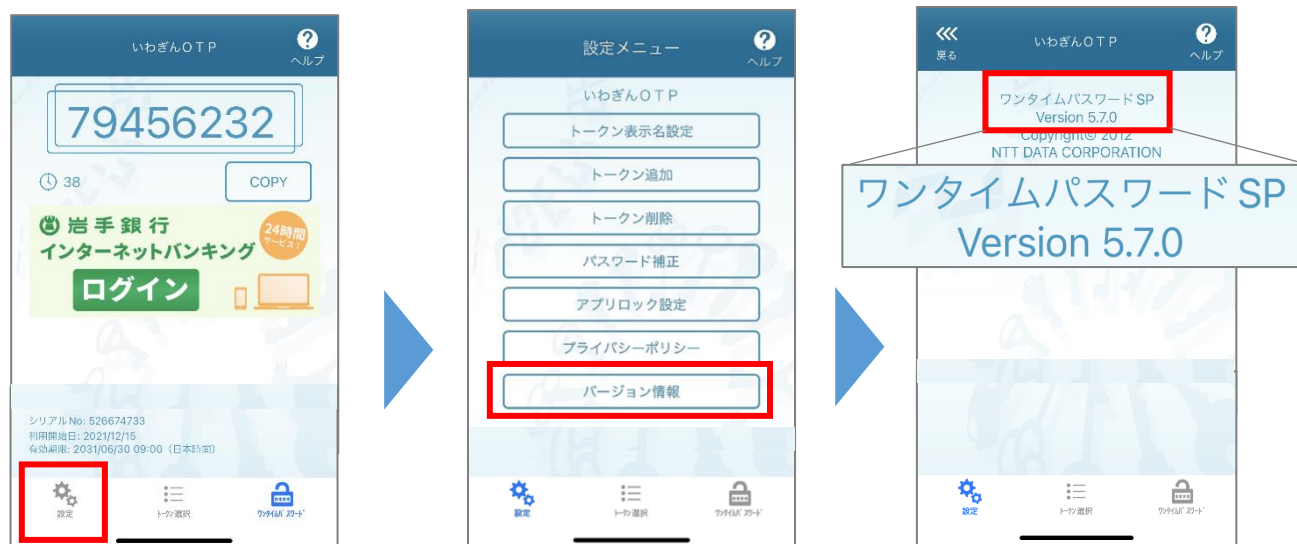 いわぎんOTP
?
ヘルプ
79456232
38
COPY
岩手銀行
インターネットバンキング
24時間
サービス!
ログイン
シリアルNo: 526674733
利用開始日: 2021/12/15
有効期限: 2031/06/30 09:00（日本時間）
設定
トークン選択
ワンタイムパスワード
設定メニュー
?
ヘルプ
いわぎんOTP
トークン表示名設定
トークン追加
トークン削除
パスワード補正
アプリロック設定
プライバシーポリシー
バージョン情報
設定
トークン選択
ワンタイムパスワード
戻る
いわぎんOTP
?
ヘルプ
ワンタイムパスワードSP
Version 5.7.0
Copyright© 2012
NTT DATA CORPORATION
ワンタイムパスワードSP
Version 5.7.0
設定
トークン選択
ワンタイムパスワード